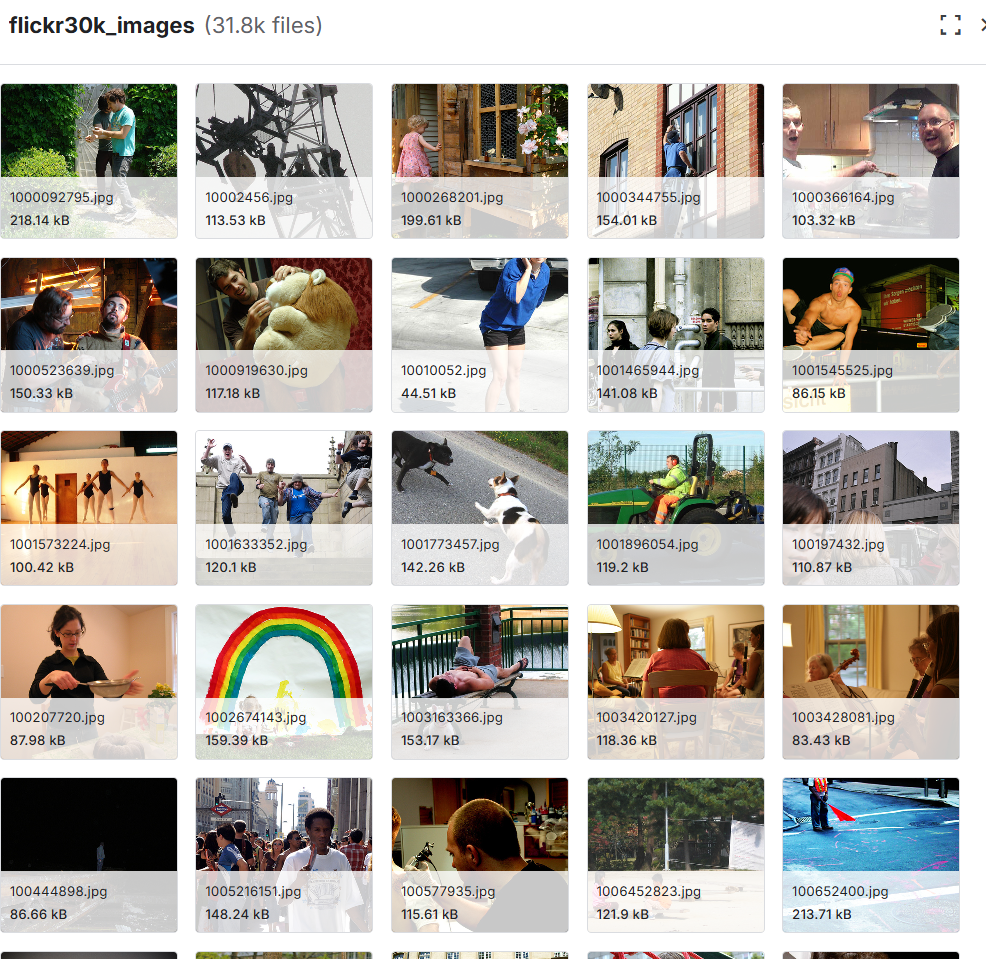 flickr30k_images (31.8k files)
1000092795.jpg
218.14 kB
10002456.jpg
113.53 kB
1000268201.jpg
199.61 kB
1000344755.jpg
154.01 kB
1000366164.jpg
103.32 kB
1000523639.jpg
150.33 kB
1000919630.jpg
117.18 kB
10010052.jpg
44.51 kB
1001465944.jpg
141.08 kB
1001545525.jpg
86.15 kB
1001573224.jpg
100.42 kB
1001633352.jpg
120.1 kB
1001773457.jpg
142.26 kB
1001896054.jpg
119.2 kB
100197432.jpg
110.87 kB
100207720.jpg
87.98 kB
1002674143.jpg
159.39 kB
1003163366.jpg
153.17 kB
1003420127.jpg
118.36 kB
1003428081.jpg
83.43 kB
100444898.jpg
86.66 kB
1005216151.jpg
148.24 kB
100577935.jpg
115.61 kB
1006452823.jpg
121.9 kB
100652400.jpg
213.71 kB